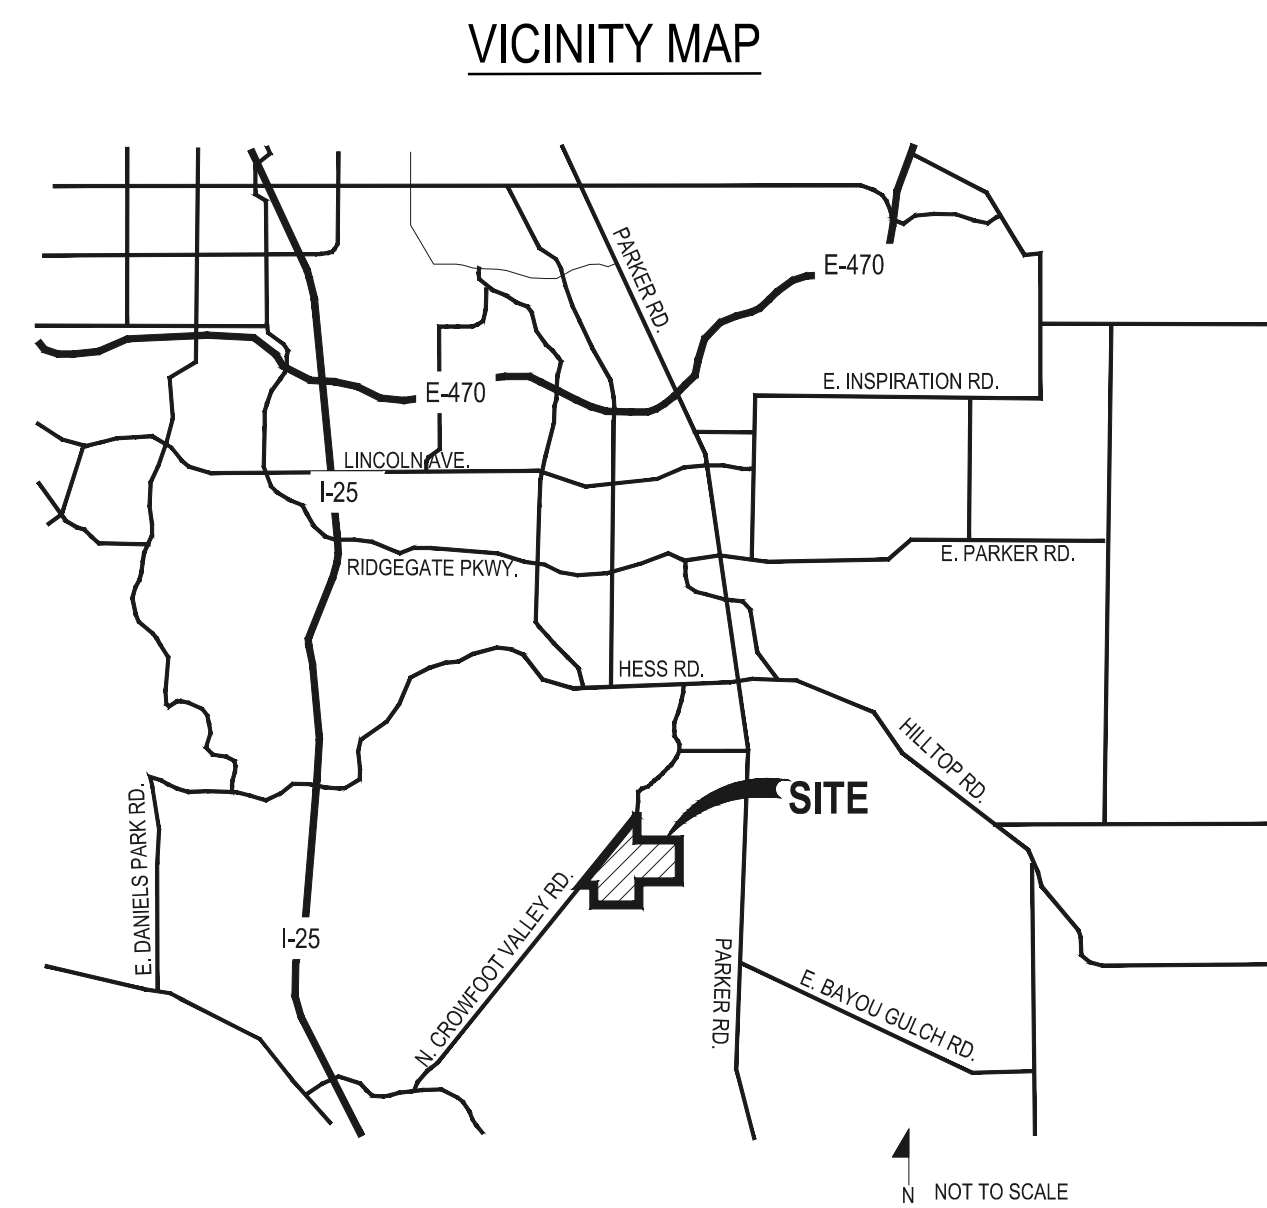 VICINITY MAP
PARKER RD.
E-470
E. INSPIRATION RD.
E-470
LINCOLN AVE.
I-25
E. PARKER RD.
RIDGEGATE PKWY.
HESS RD.
HILLTOP RD.
SITE
E. DANIELS PARK RD.
N. CROWFOOT VALLEY RD.
I-25
PARKER RD.
E. BAYOU GULCH RD.
N
NOT TO SCALE